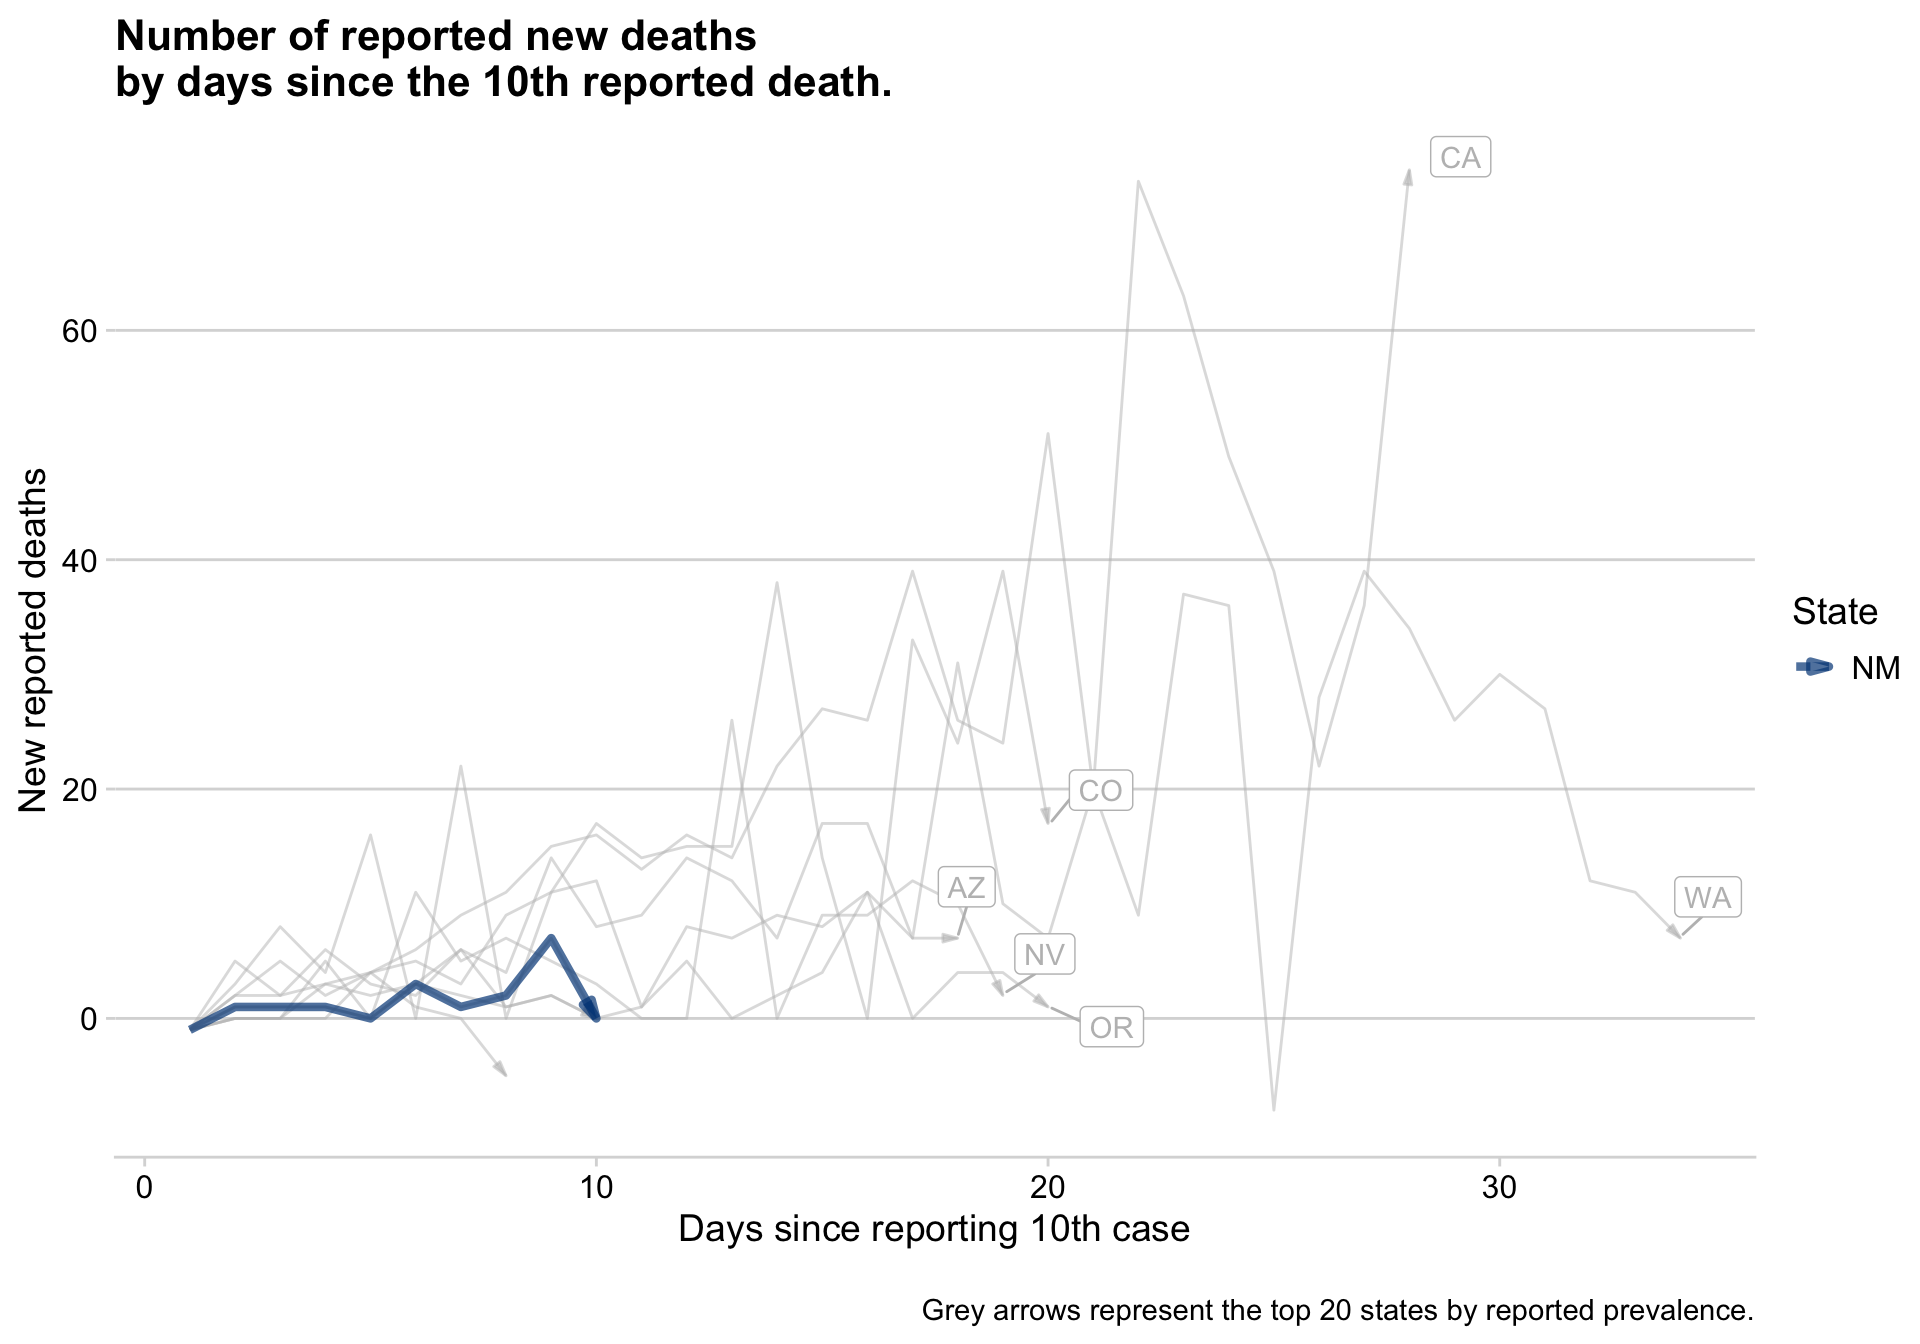 Number of reported new deaths
by days since the 10th reported death.
CA
60
40
20
0
New reported deaths
CO
AZ
NV
OR
WA
State
NM
0 10 20 30
Days since reporting 10th case
Grey arrows represent the top 20 states by reported prevalence.